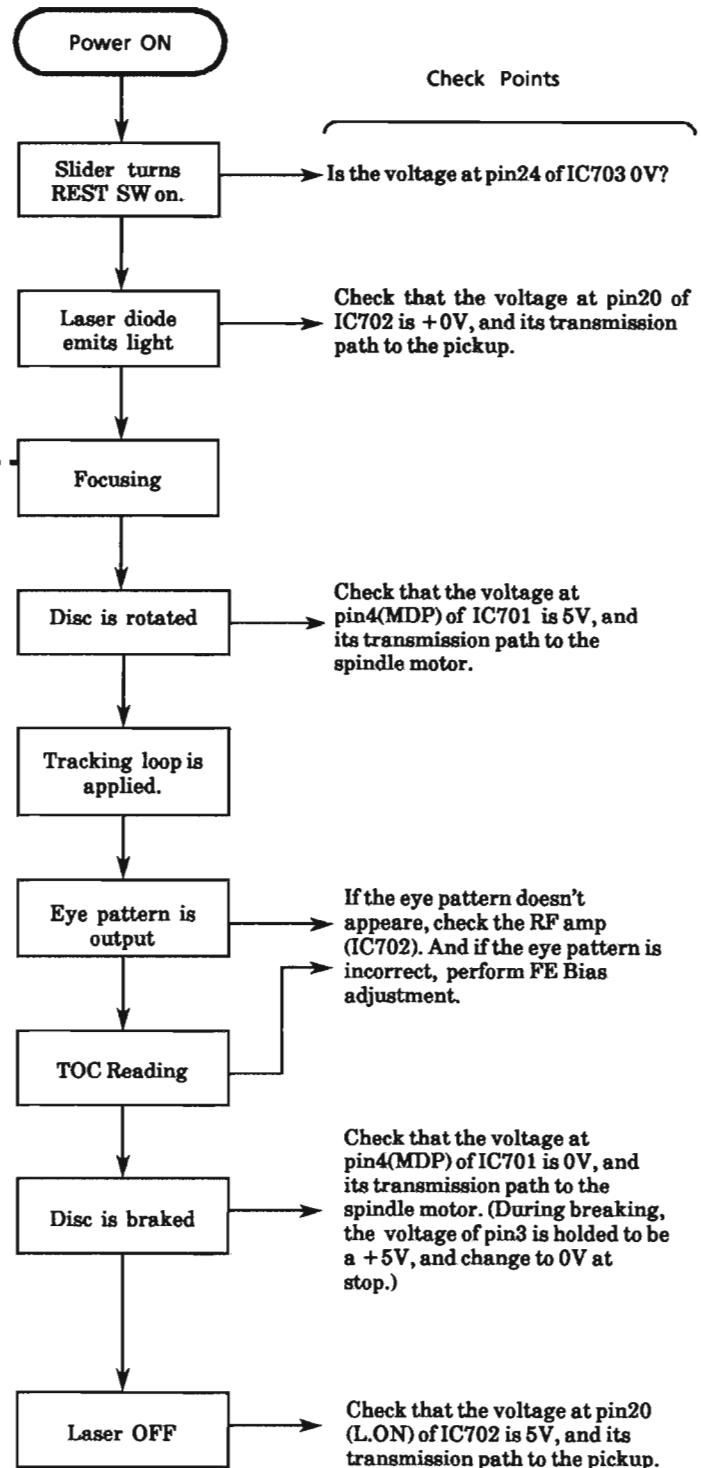 Power ON
Check Points
Slider turns
REST SW on.
Is the voltage at pin24 of IC703 0V?
Laser diode
emits light
Check that the voltage at pin20 of
IC702 is +0V, and its transmission
path to the pickup.
Focusing
Disc is rotated
Check that the voltage at
pin4(MDP) of IC701 is 5V, and
its transmission path to the
spindle motor.
Tracking loop is
applied.
Eye pattern is
output
If the eye pattern doesn't
appeare, check the RF amp
(IC702). And if the eye pattern is
incorrect, perform FE Bias
adjustment.
TOC Reading
Disc is braked
Check that the voltage at
pin4(MDP) of IC701 is 0V, and
its transmission path to the
spindle motor. (During breaking,
the voltage of pin3 is holded to be
a +5V, and change to 0V at
stop.)
Laser OFF
Check that the voltage at pin20
(L.ON) of IC702 is 5V, and its
transmission path to the pickup.